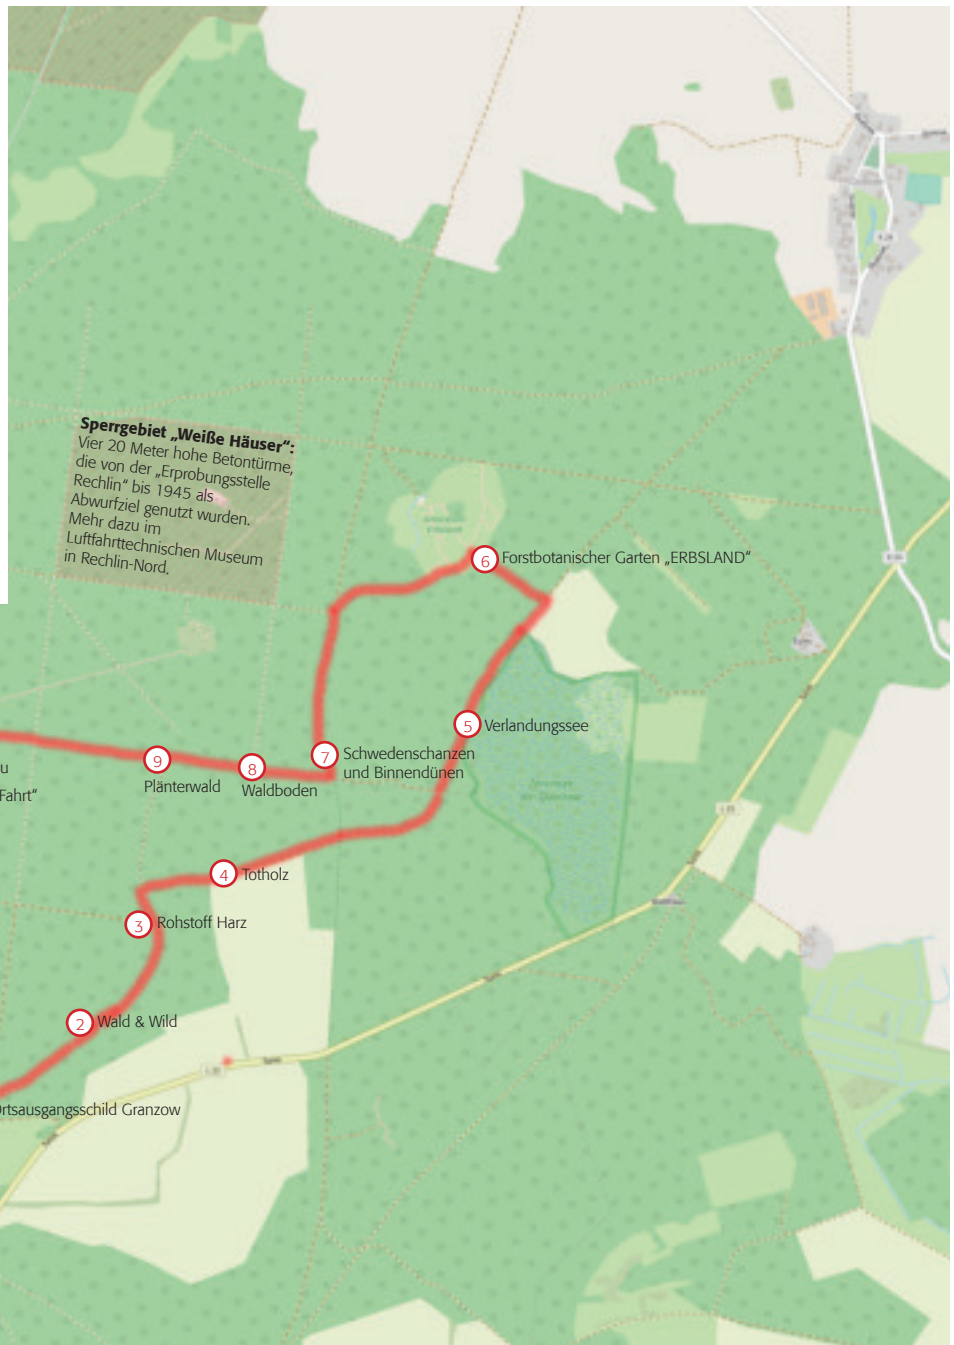 Sperrgebiet „Weiße Häuser“:
Vier 20 Meter hohe Betontürme,
die von der „Erprobungsstelle
Rechlin“ bis 1945 als
Abwurfziel genutzt wurden.
Mehr dazu im
Luftfahrttechnischen Museum
in Rechlin-Nord.
6 Forstbotanischer Garten „ERBSLAND“
5 Verlandungssee
7 Schwedenschanzen
und Binnendünen
9
Plänterwald
8
Waldboden
u
Fahrt“
4 Totholz
3 Rohstoff Harz
2 Wald & Wild
rtsausgangsschild Granzow